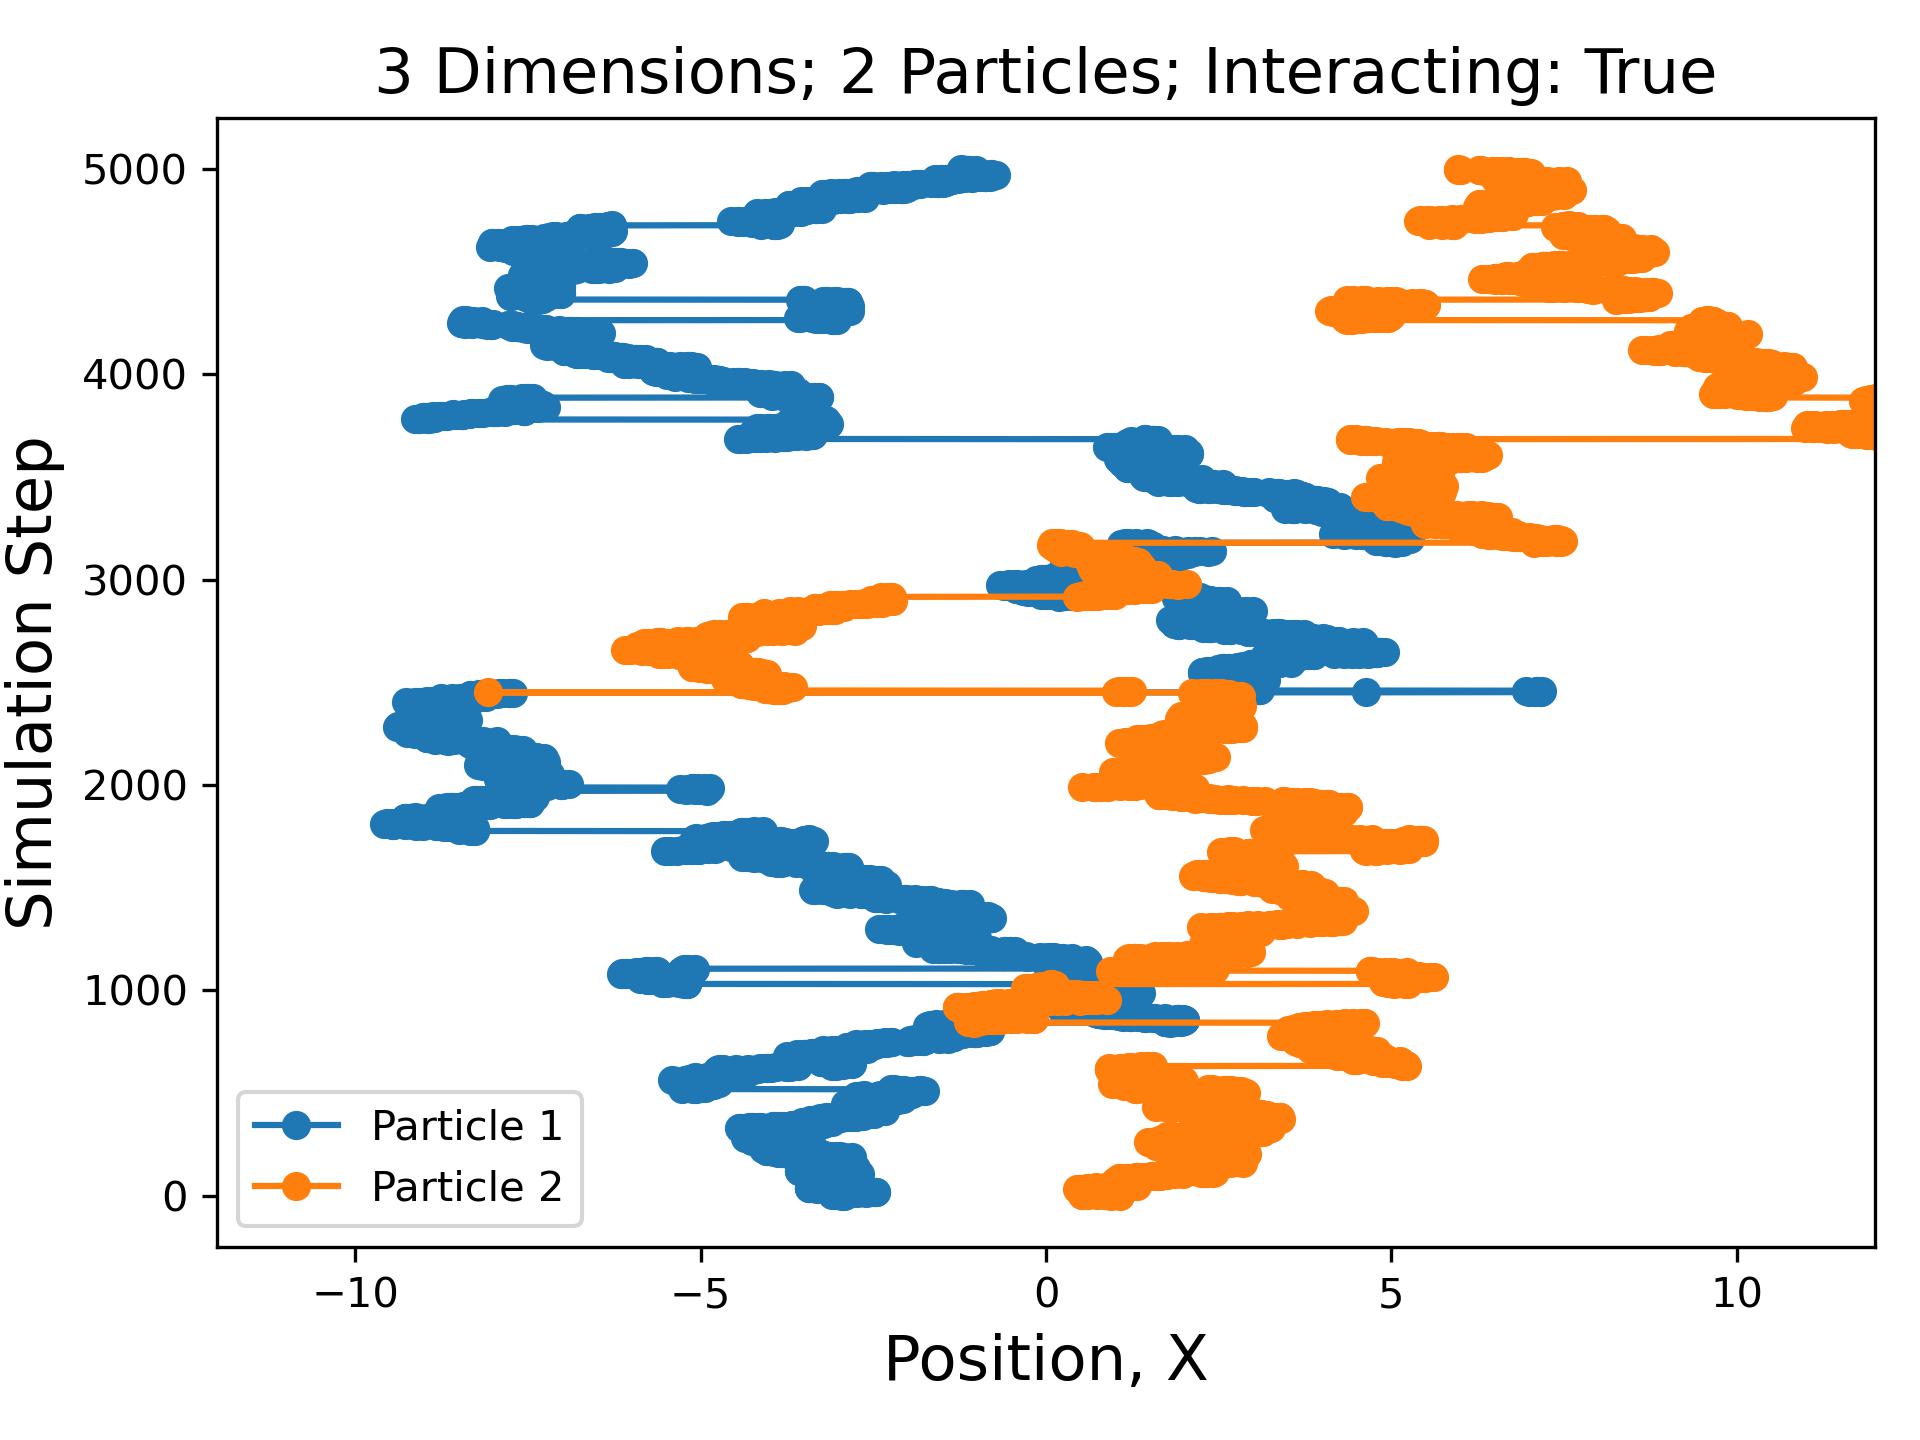 3 Dimensions; 2 Particles; Interacting: True
Simulation Step
5000
4000
3000
2000
1000
0
Particle 1
Particle 2
−10
−5
0
5
10
Position, X